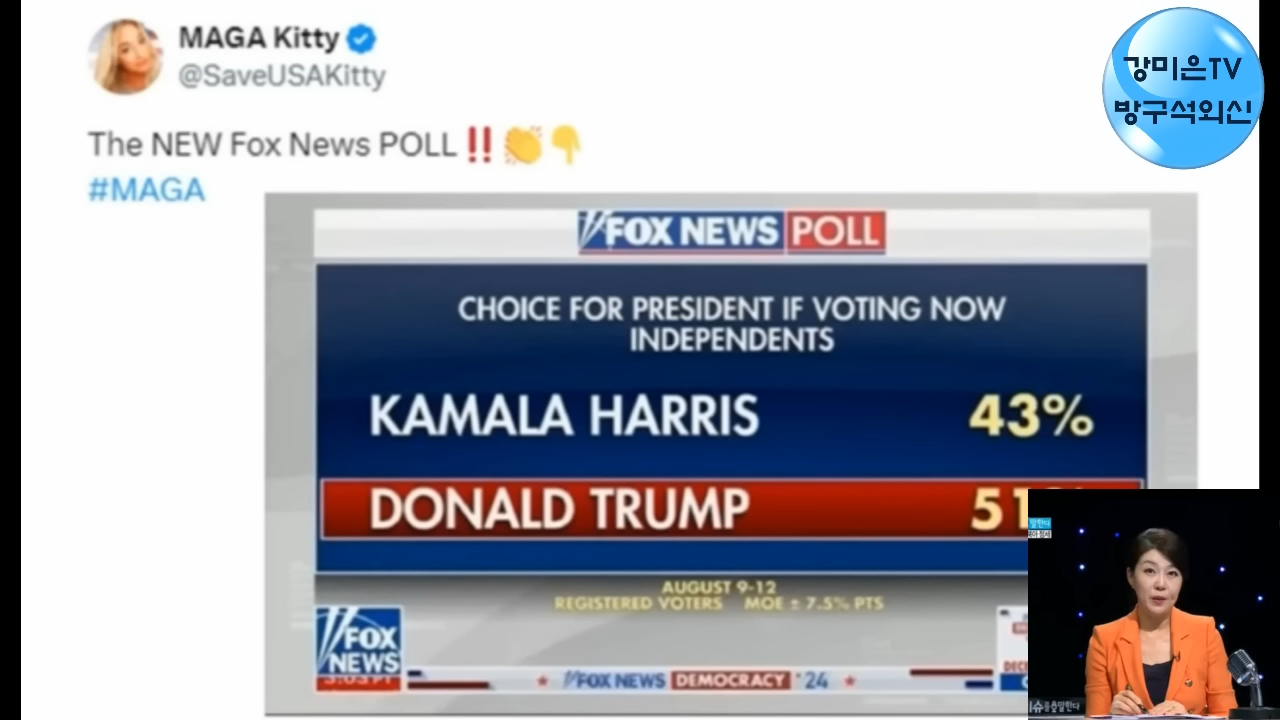 MAGA Kitty
@SaveUSAKitty
강미은TV
방구석외신
The NEW Fox News POLL ‼️👏👇
#MAGA
FOX NEWS POLL
CHOICE FOR PRESIDENT IF VOTING NOW
INDEPENDENTS
KAMALA HARRIS 43%
DONALD TRUMP
AUGUST 9-12
REGISTERED VOTERS MOE ± 7.5% PTS
FOX
NEWS
FOX NEWS DEMOCRACY '24